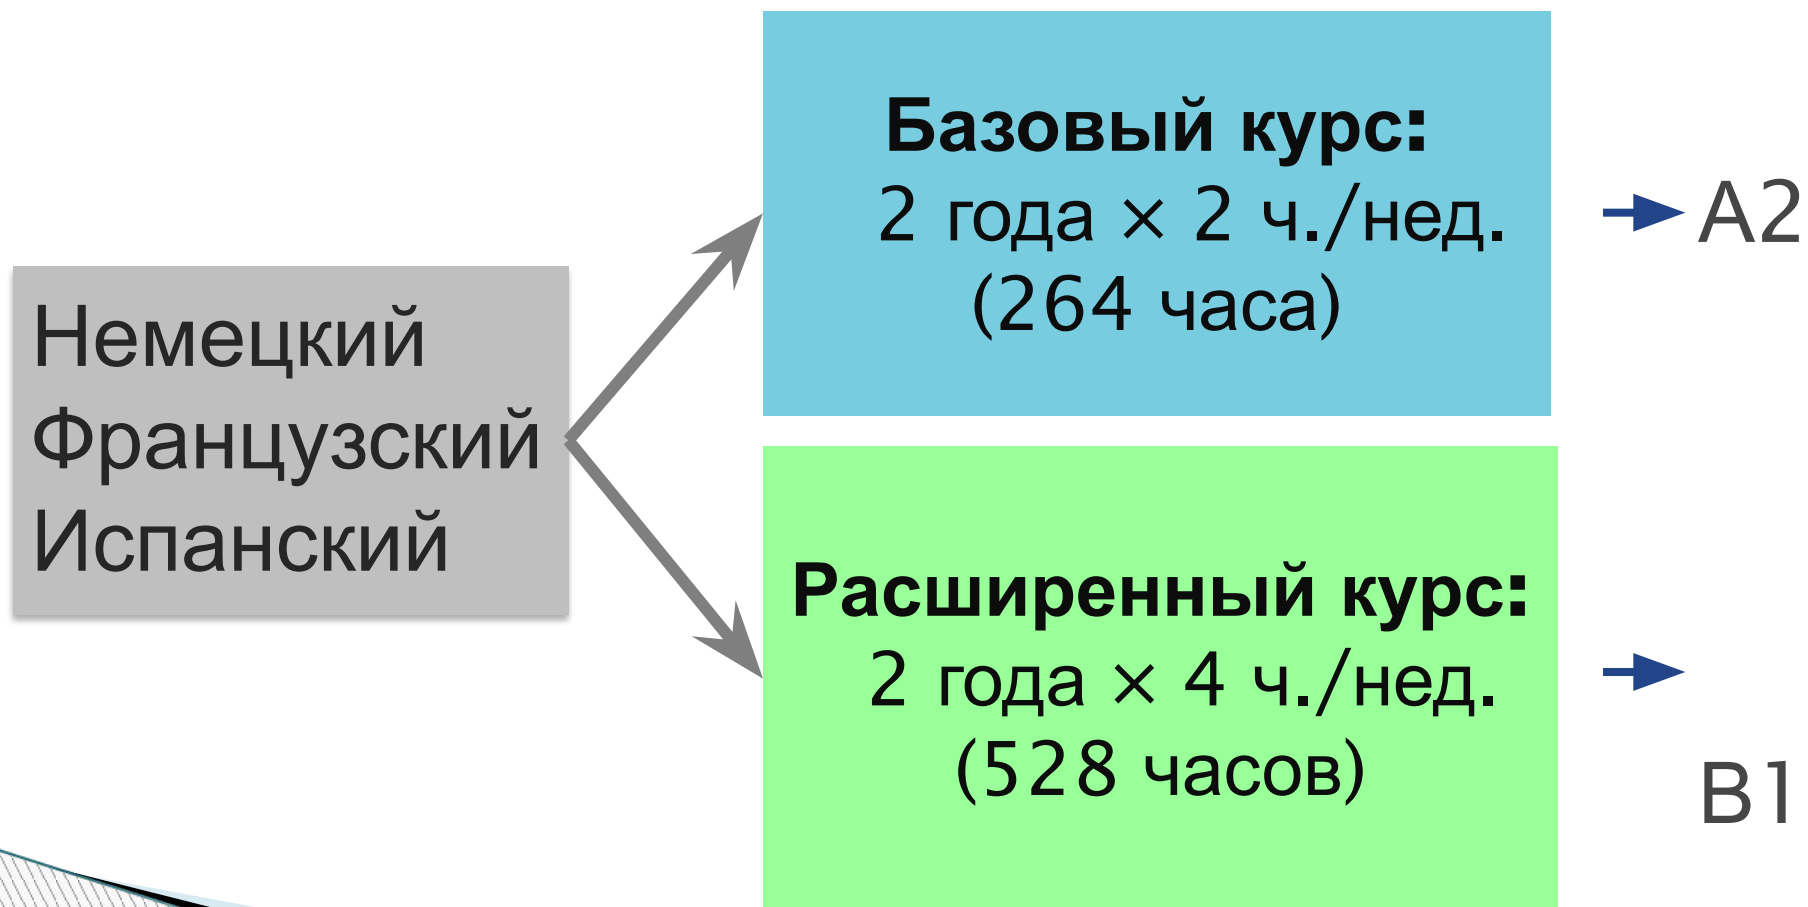 Немецкий
Французский
Испанский
Базовый курс:
2 года × 2 ч./нед.
(264 часа)
A2
Расширенный курс:
2 года × 4 ч./нед.
(528 часов)
B1